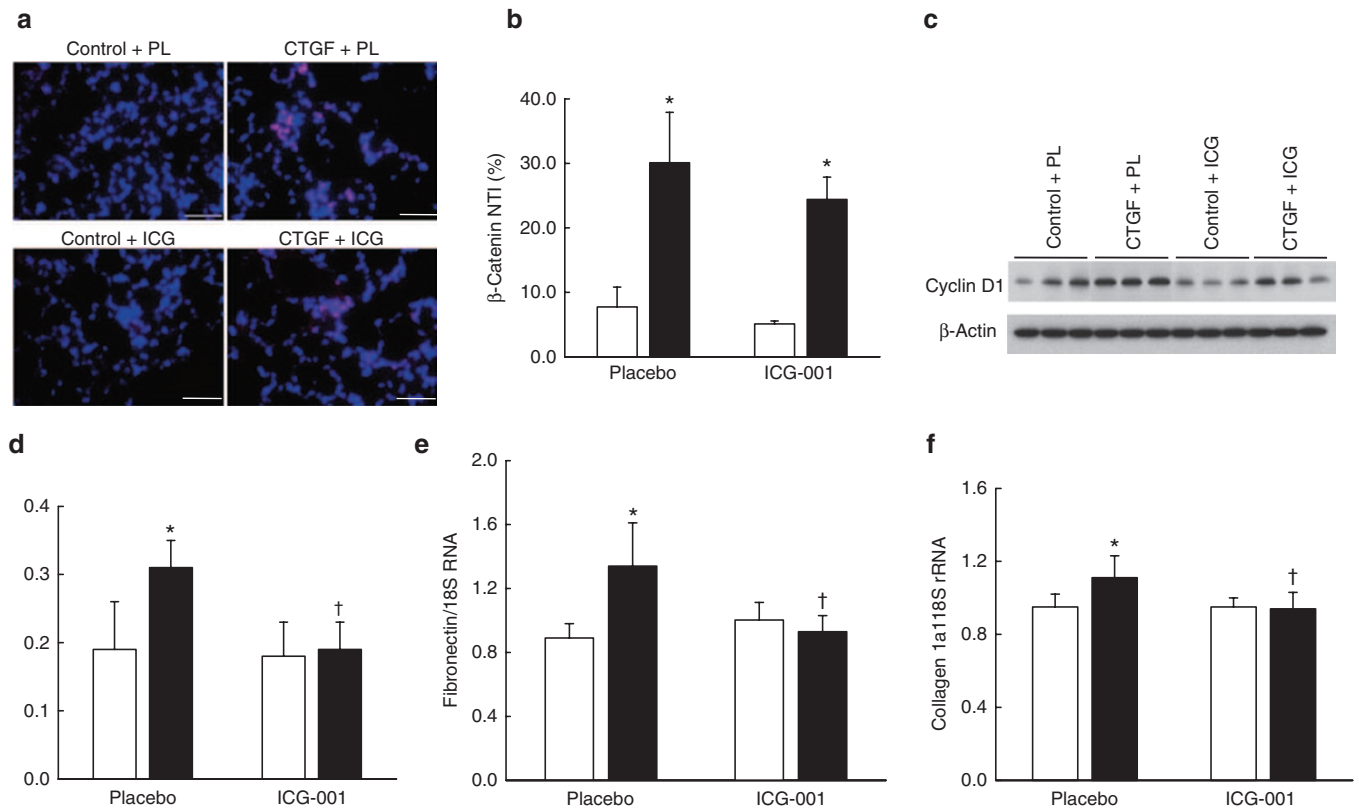 a
Control + PL
CTGF + PL
Control + ICG
CTGF + ICG
b
β-Catenin NTI (%)
40.0
30.0
20.0
10.0
0.0
*
*
Placebo
ICG-001
c
Control + PL
CTGF + PL
Control + ICG
CTGF + ICG
Cyclin D1
β-Actin
d
0.4
0.3
0.2
0.1
0.0
*
†
Placebo
ICG-001
e
Fibronectin/18S RNA
2.0
1.6
1.2
0.8
0.4
0.0
*
†
Placebo
ICG-001
f
Collagen 1a118S rRNA
1.6
1.2
0.8
0.4
0.0
*
†
Placebo
ICG-001